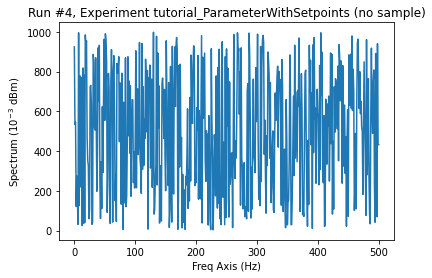 Run #4, Experiment tutorial_ParameterWithSetpoints (no sample)
1000
800
600
400
200
0
Spectrum (10⁻³ dBm)
0 100 200 300 400 500
Freq Axis (Hz)